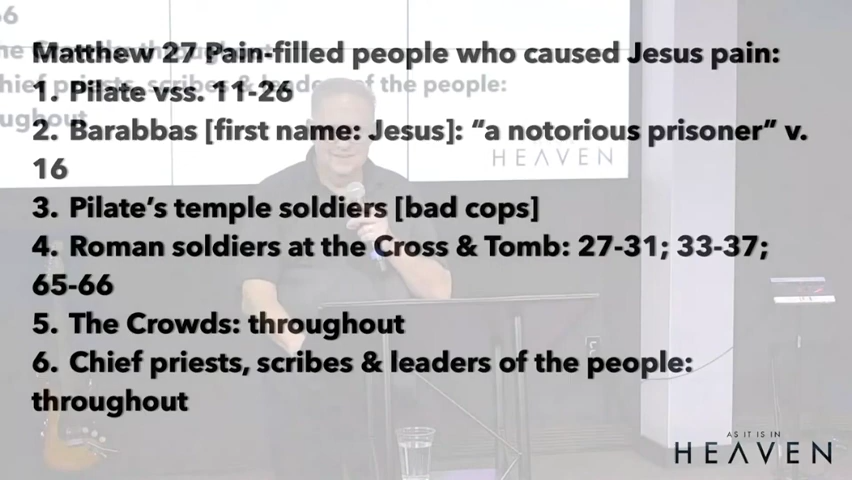 Matthew 27 Pain-filled people who caused Jesus pain:
1. Pilate vss. 11-26
2. Barabbas [first name: Jesus]: “a notorious prisoner” v.
16
3. Pilate’s temple soldiers [bad cops]
4. Roman soldiers at the Cross & Tomb: 27-31; 33-37;
65-66
5. The Crowds: throughout
6. Chief priests, scribes & leaders of the people:
throughout
HEAVEN
AS IT IS IN
HEAVEN